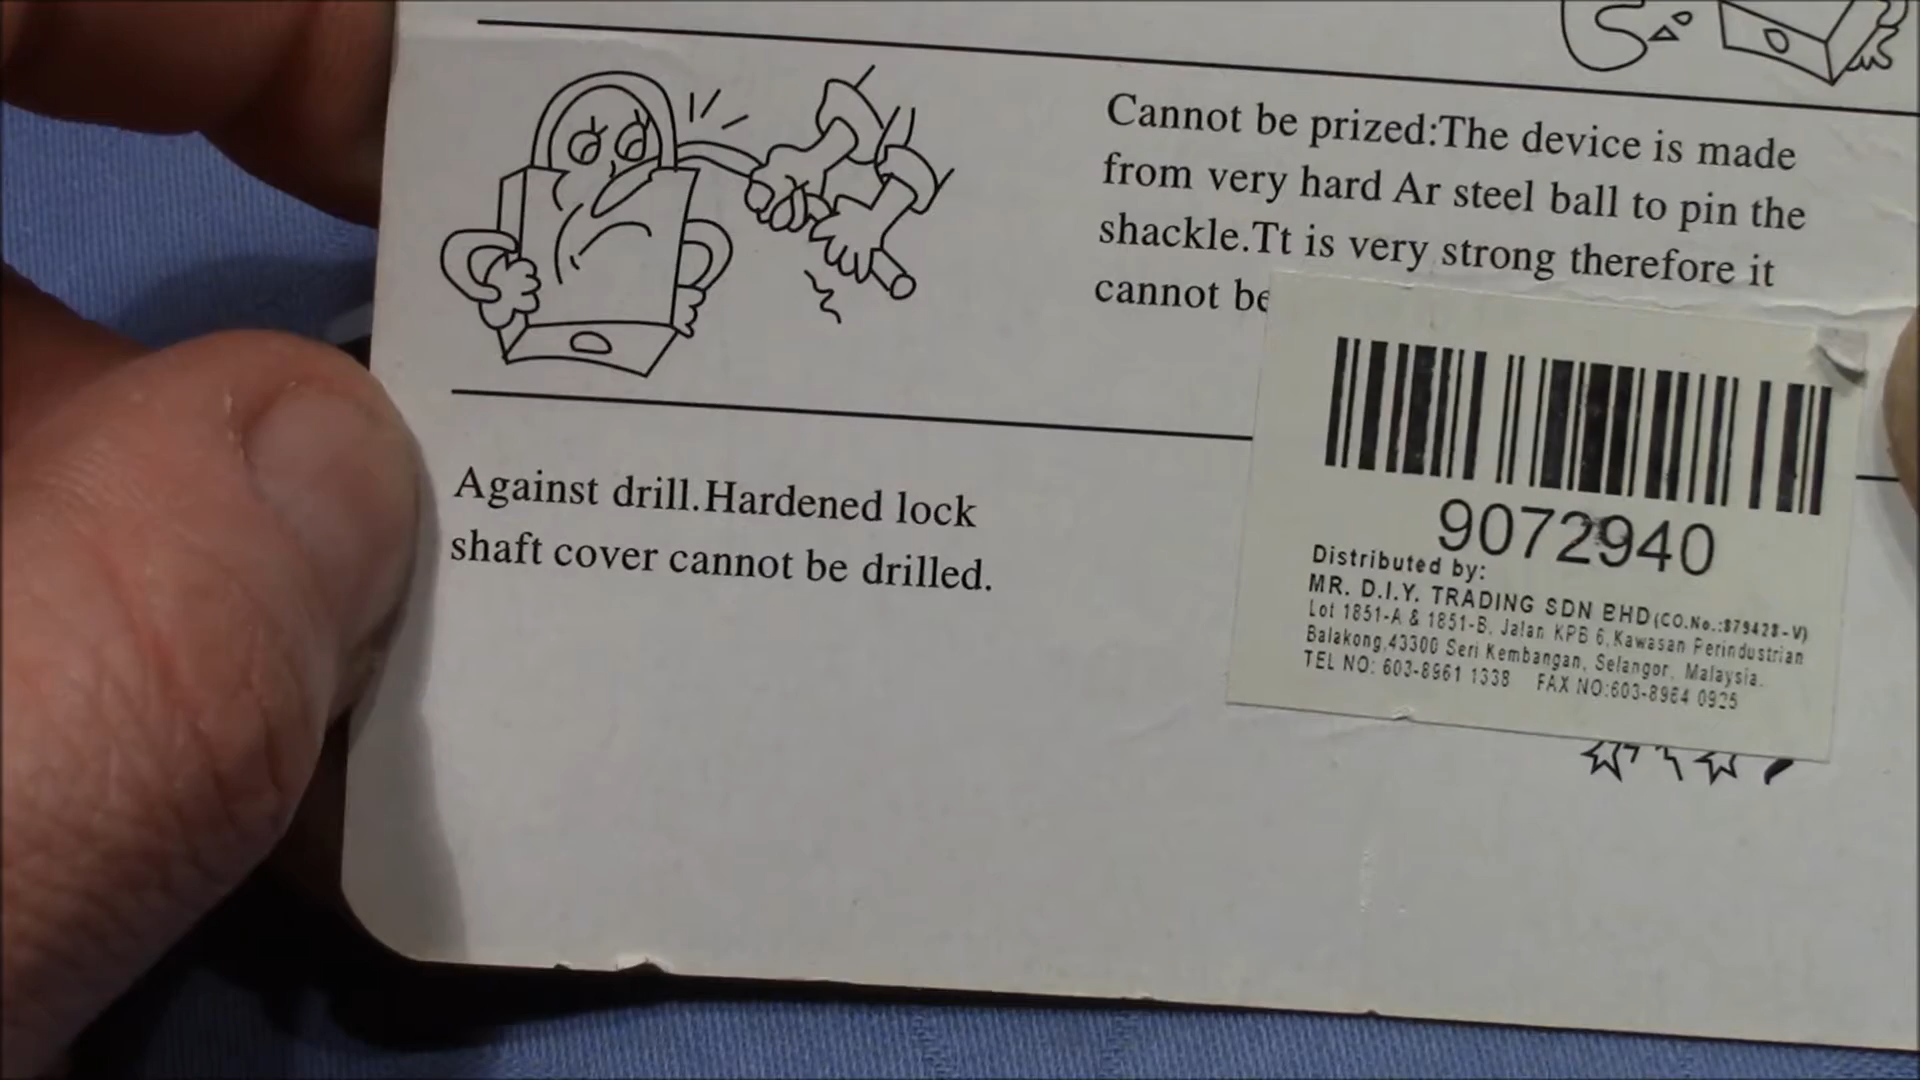 Cannot be prized:The device is made
from very hard Ar steel ball to pin the
shackle.Tt is very strong therefore it
cannot be
Against drill.Hardened lock
shaft cover cannot be drilled.
9072940
Distributed by:
MR. D.I.Y. TRADING SDN BHD(CO.No.:879428-V)
Lot 1851-A & 1851-B, Jalan KPB 6,Kawasan Perindustrian
Balakong,43300 Seri Kembangan, Selangor, Malaysia.
TEL NO: 603-8961 1338 FAX NO:603-8964 0925